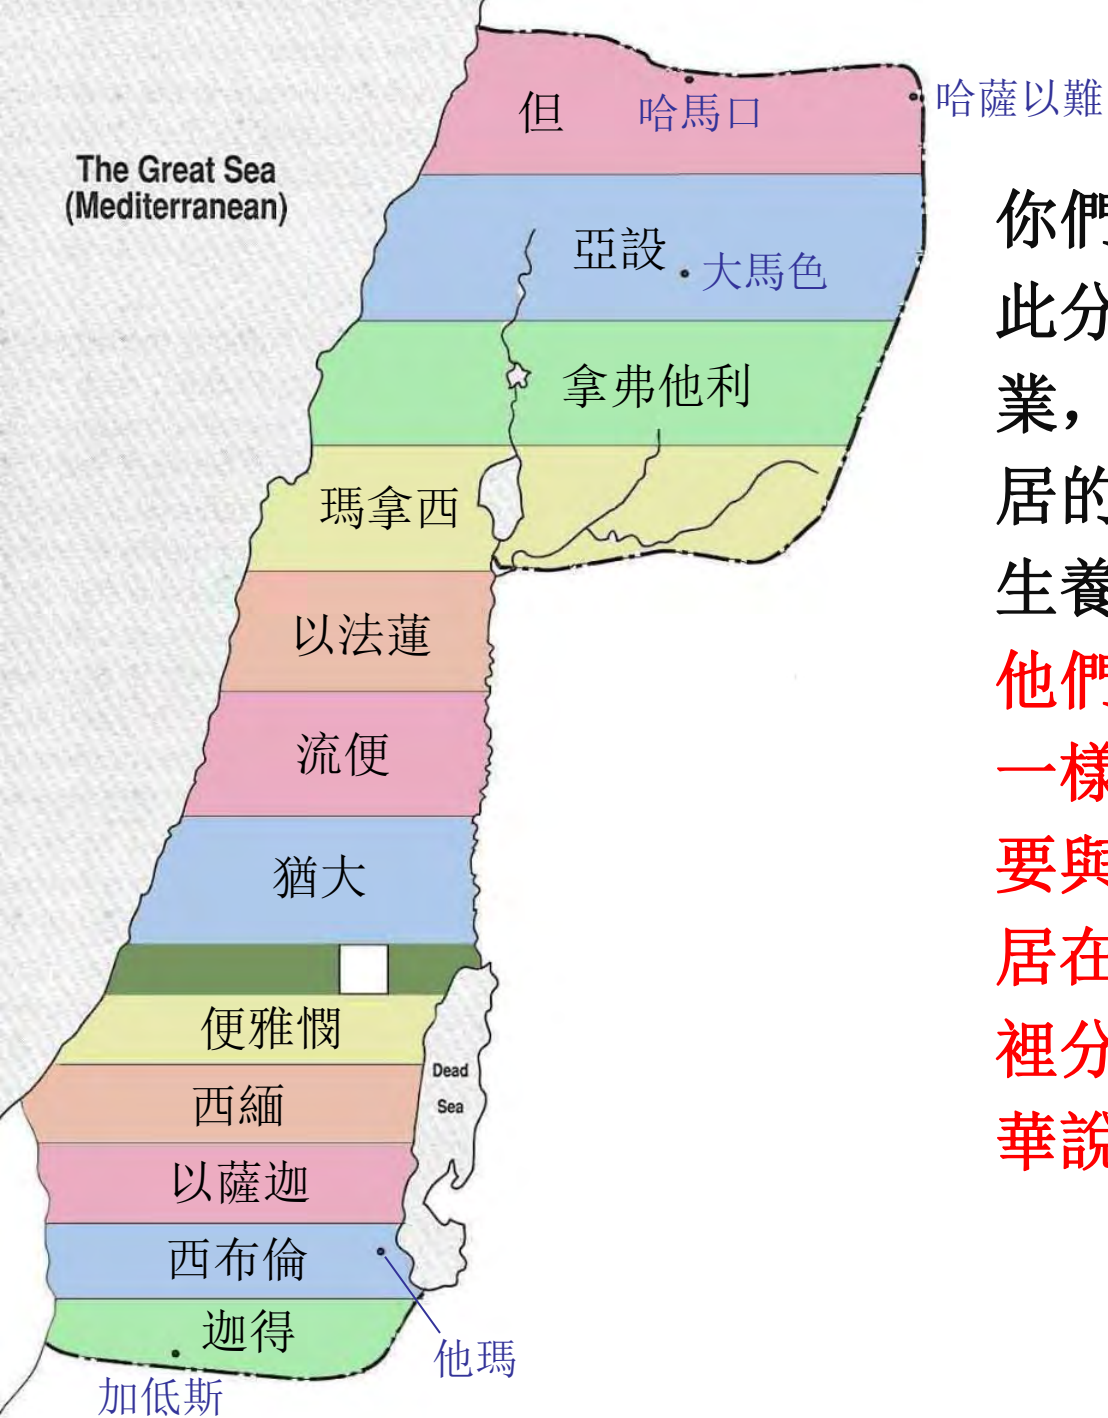 但
哈馬口
哈薩以難
The Great Sea
(Mediterranean)
亞設
大馬色
拿弗他利
瑪拿西
以法蓮
流便
猶大
便雅憫
Dead
Sea
西緬
以薩迦
西布倫
迦得
他瑪
加低斯
你們
此分
業，
居的
生養
他們
一樣
要與
居在
裡分
華說